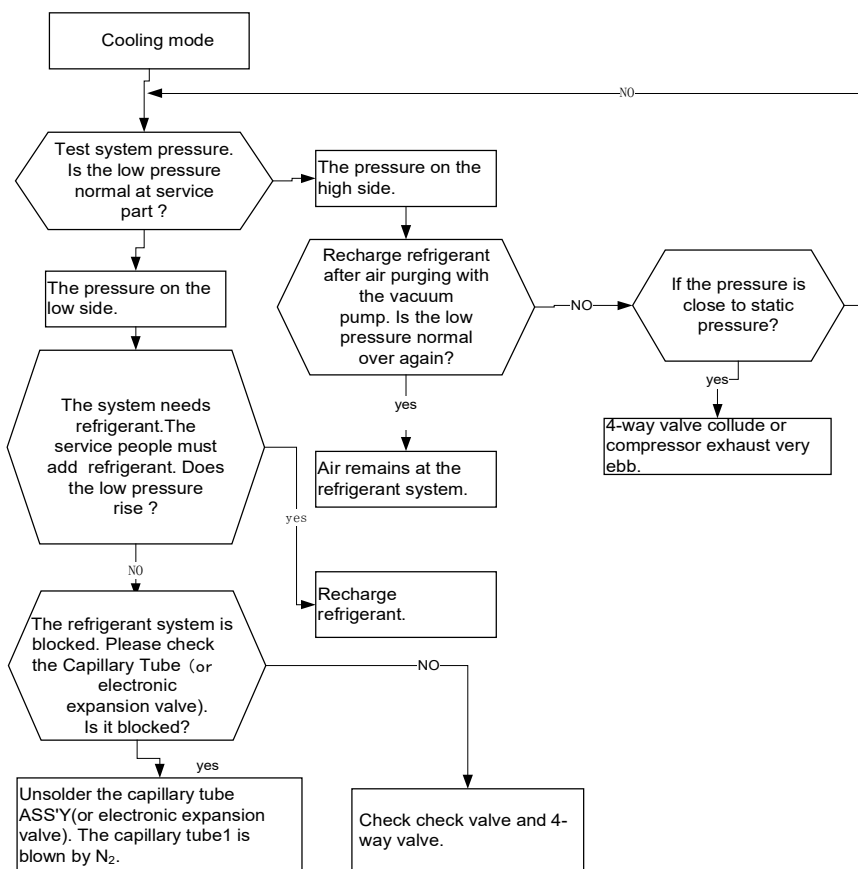 Cooling mode
NO
Test system pressure.
Is the low pressure
normal at service
part ?
The pressure on the
high side.
The pressure on the
low side.
Recharge refrigerant
after air purging with
the vacuum
pump. Is the low
pressure normal
over again?
NO
If the pressure is
close to static
pressure?
yes
yes
4-way valve collude or
compressor exhaust very
ebb.
The system needs
refrigerant.The
service people must
add refrigerant. Does
the low pressure
rise ?
Air remains at the
refrigerant system.
yes
NO
Recharge
refrigerant.
The refrigerant system is
blocked. Please check
the Capillary Tube（or
electronic
expansion valve).
Is it blocked?
NO
yes
Unsolder the capillary tube
ASS'Y(or electronic expansion
valve). The capillary tube1 is
blown by N₂.
Check check valve and 4-
way valve.